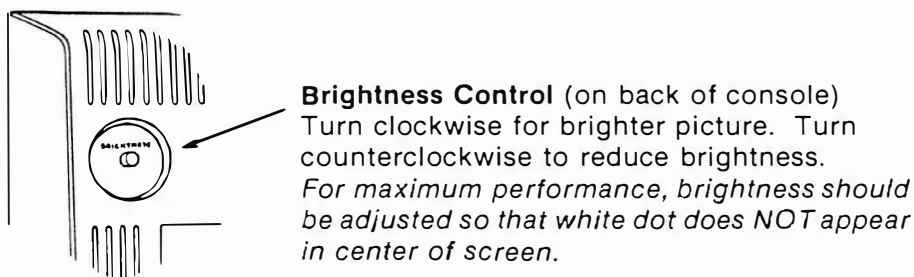 Brightness Control (on back of console)
Turn clockwise for brighter picture. Turn
counterclockwise to reduce brightness.
For maximum performance, brightness should
be adjusted so that white dot does NOT appear
in center of screen.
BRIGHTNESS